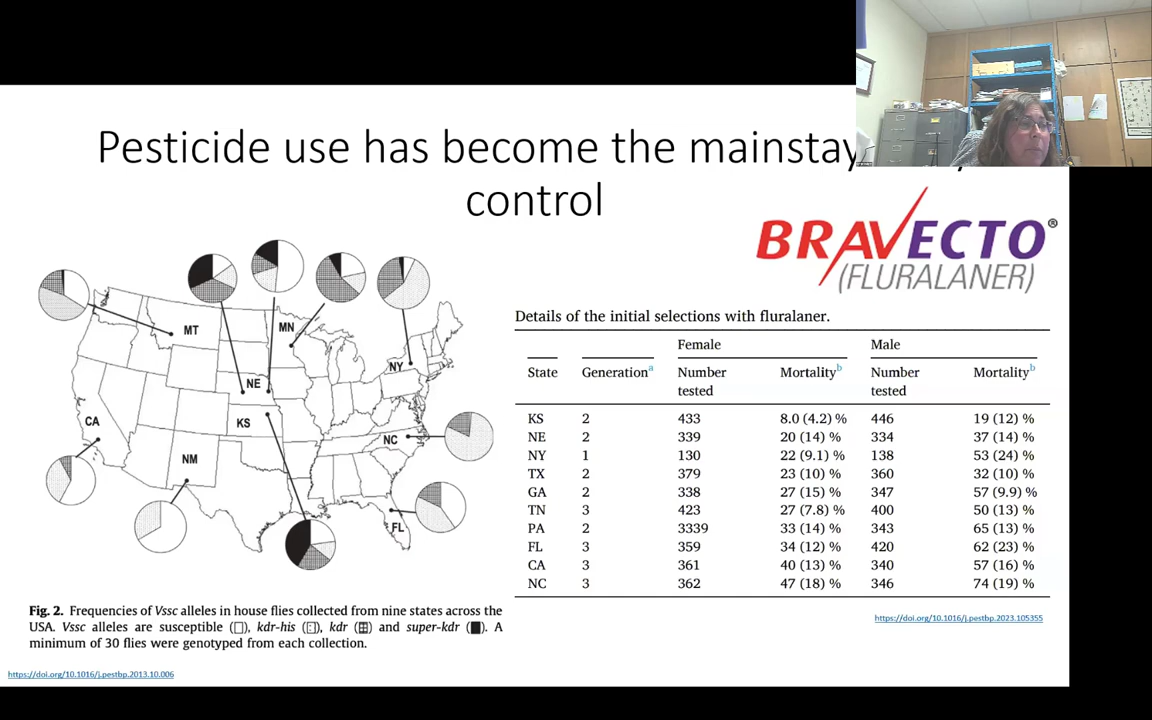 Pesticide use has become the mainstay
control
BRAVECTO®
(FLURALANER)
MT
MN
NY
NE
CA
KS
NC
NM
FL
Fig. 2. Frequencies of Vssc alleles in house flies collected from nine states across the
USA. Vssc alleles are susceptible (□), kdr-his (⊡), kdr (⊞) and super-kdr (■). A
minimum of 30 flies were genotyped from each collection.
https://doi.org/10.1016/j.pestbp.2013.10.006
Details of the initial selections with fluralaner.
Female Male
State Generationa Number tested Mortalityb Number tested Mortalityb
KS 2 433 8.0 (4.2) % 446 19 (12) %
NE 2 339 20 (14) % 334 37 (14) %
NY 1 130 22 (9.1) % 138 53 (24) %
TX 2 379 23 (10) % 360 32 (10) %
GA 2 338 27 (15) % 347 57 (9.9) %
TN 3 423 27 (7.8) % 400 50 (13) %
PA 2 3339 33 (14) % 343 65 (13) %
FL 3 359 34 (12) % 420 62 (23) %
CA 3 361 40 (13) % 340 57 (16) %
NC 3 362 47 (18) % 346 74 (19) %
https://doi.org/10.1016/j.pestbp.2023.105355